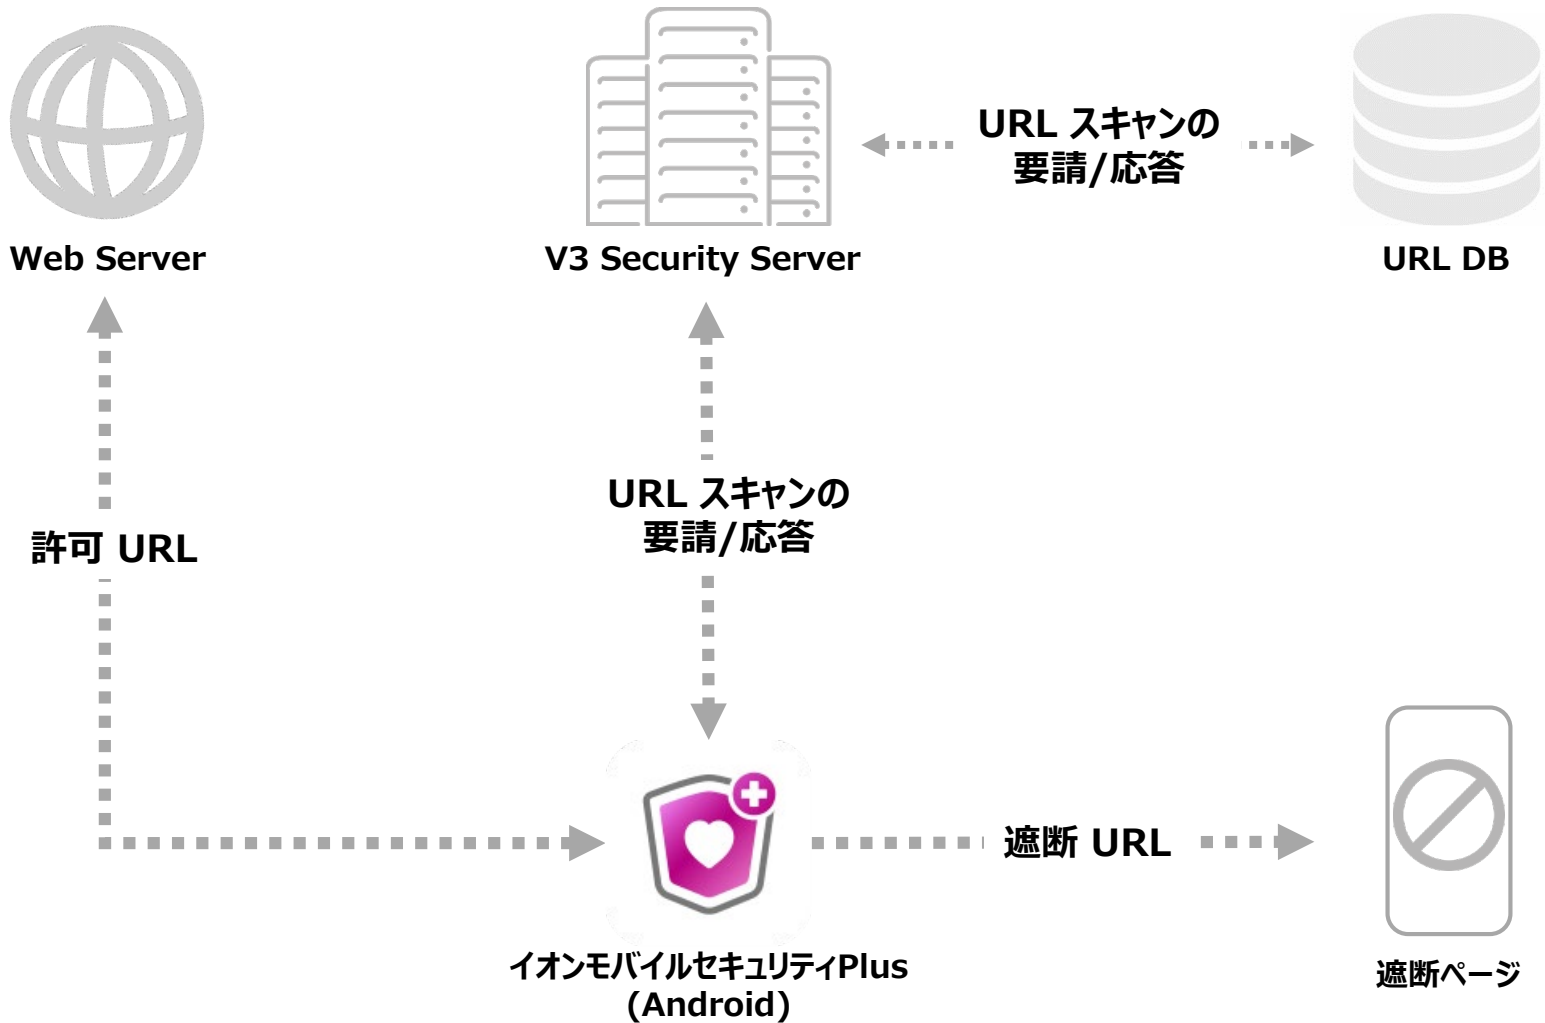 URL スキャンの
要請/応答
Web Server
V3 Security Server
URL DB
URL スキャンの
要請/応答
許可 URL
遮断 URL
イオンモバイルセキュリティPlus
(Android)
遮断ページ